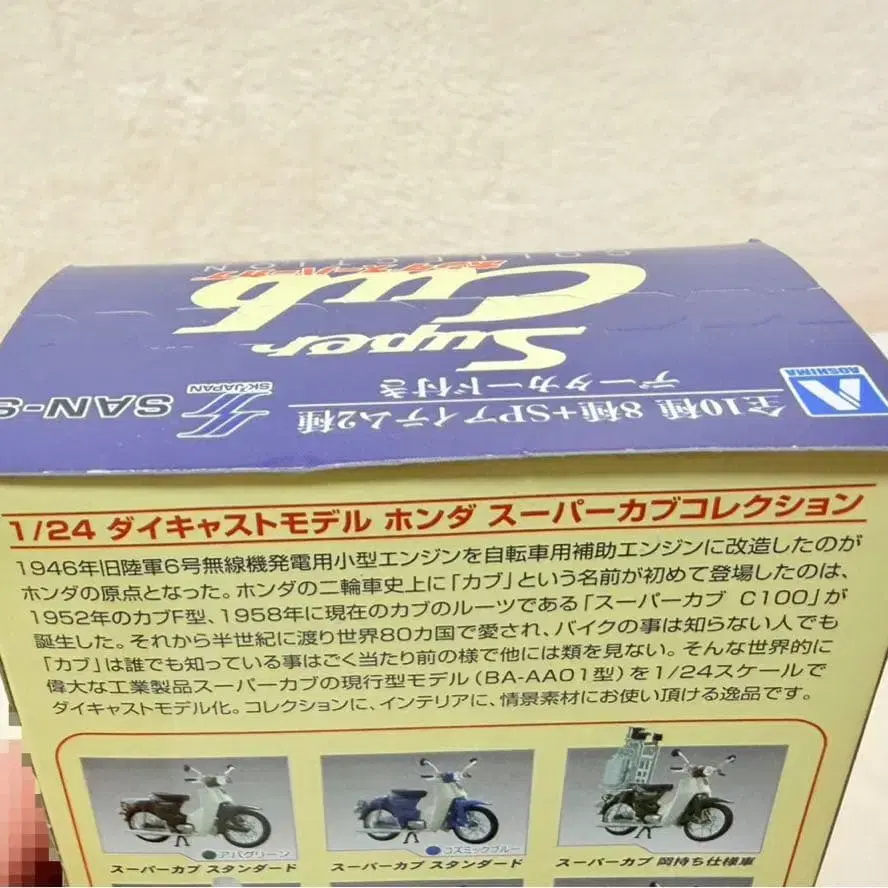 COLLECTION
ホンダ スーパーカブ
Super
Cub
全10種 8種+SPアイテム2種
データカード付き
AOSHIMA
SK JAPAN
SAN-S
1/24 ダイキャストモデル ホンダ スーパーカブコレクション
1946年旧陸軍6号無線機発電用小型エンジンを自転車用補助エンジンに改造したのが
ホンダの原点となった。ホンダの二輪車史上に「カブ」という名前が初めて登場したのは、
1952年のカブF型、1958年に現在のカブのルーツである「スーパーカブ C100」が
誕生した。それから半世紀に渡り世界80カ国で愛され、バイクの事は知らない人でも
「カブ」は誰でも知っている事はごく当たり前の様で他には類を見ない。そんな世界的に
偉大な工業製品スーパーカブの現行型モデル(BA-AA01型)を1/24スケールで
ダイキャストモデル化。コレクションに、インテリアに、情景素材にお使い頂ける逸品です。
アバグリーン
スーパーカブ スタンダード
コズミックブルー
スーパーカブ スタンダード
スーパーカブ 岡持ち仕様車